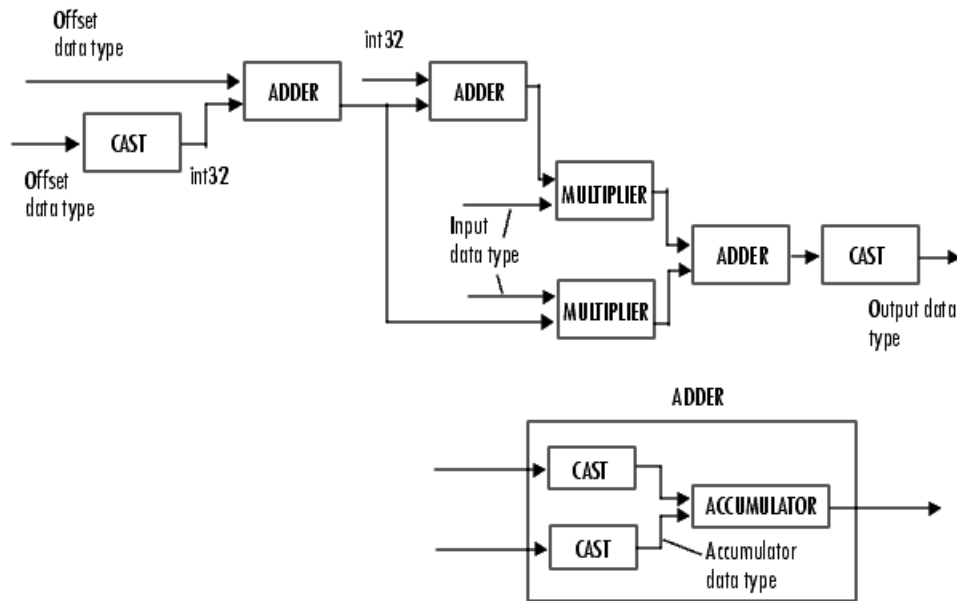 Offset
data type
int32
ADDER
ADDER
CAST
Offset
data type
int32
MULTIPLIER
Input
data type
ADDER
CAST
MULTIPLIER
Output data
type
ADDER
CAST
ACCUMULATOR
CAST
Accumulator
data type